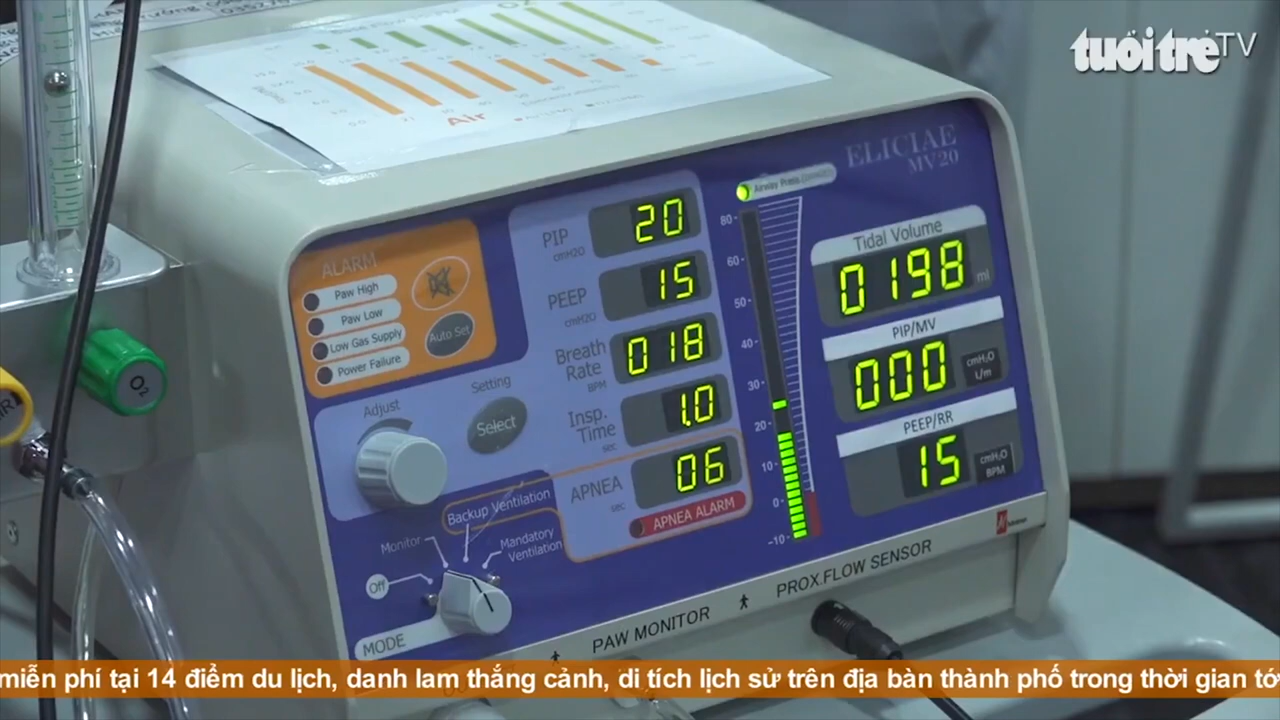 tuổi trẻ TV
Air
ELICIAE
MV20
ALARM
Paw High
Paw Low
Low Gas Supply
Power Failure
Auto Set
PIP
cmH2O
20
PEEP
cmH2O
15
Breath
Rate
BPM
018
Insp.
Time
sec
1.0
APNEA
sec
06
APNEA ALARM
Airway Press.(cmH2O)
80
60
50
40
30
20
10
0
-10
Tidal Volume
0198 ml
PIP/MV
000 cmH2O
L/m
PEEP/RR
15 cmH2O
BPM
Setting
Select
Adjust
O2
Backup Ventilation
Monitor
Mandatory
Ventilation
Off
MODE
PAW MONITOR
PROX.FLOW SENSOR
miễn phí tại 14 điểm du lịch, danh lam thắng cảnh, di tích lịch sử trên địa bàn thành phố trong thời gian tớ